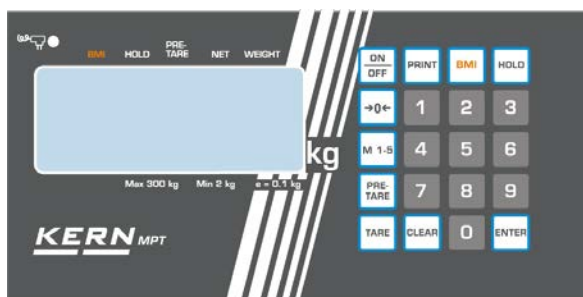 BMI HOLD PRE-TARE NET WEIGHT
kg
Max 300 kg Min 2 kg e = 0.1 kg
KERN MPT
ON OFF PRINT BMI HOLD
→0← 1 2 3
M 1-5 4 5 6
PRE-TARE 7 8 9
TARE CLEAR 0 ENTER